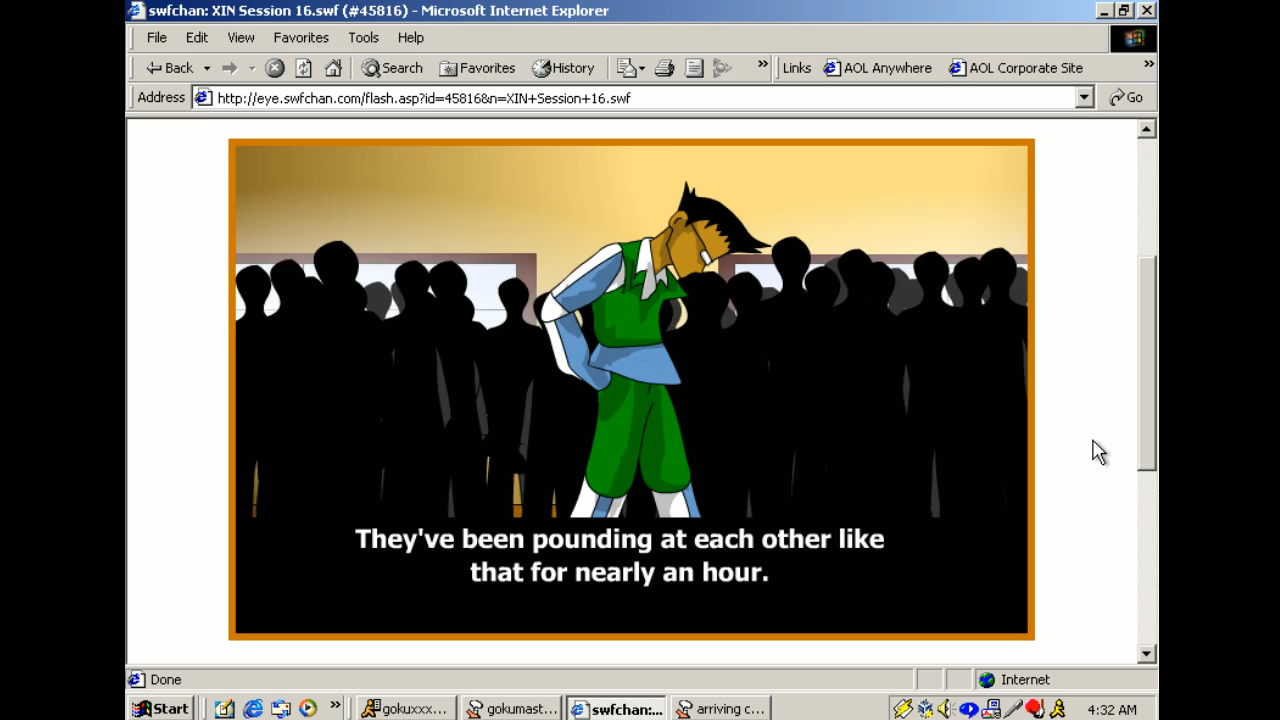 swfchan: XIN Session 16.swf (#45816) - Microsoft Internet Explorer
File Edit View Favorites Tools Help
Back Search Favorites History » Links AOL Anywhere AOL Corporate Site »
Address http://eye.swfchan.com/flash.asp?id=45816&n=XIN+Session+16.swf Go
They've been pounding at each other like
that for nearly an hour.
Done Internet
Start » gokuxxx... gokumast... swfchan:... arriving c... 4:32 AM